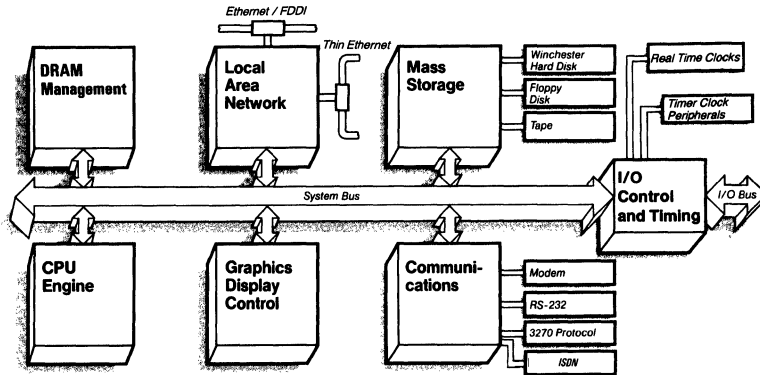 Ethernet / FDDI
Thin Ethernet
DRAM
Management
Local
Area
Network
Mass
Storage
Winchester
Hard Disk
Floppy
Disk
Tape
Real Time Clocks
Timer Clock
Peripherals
I/O
Control
and Timing
I/O Bus
System Bus
CPU
Engine
Graphics
Display
Control
Communi-
cations
Modem
RS-232
3270 Protocol
ISDN